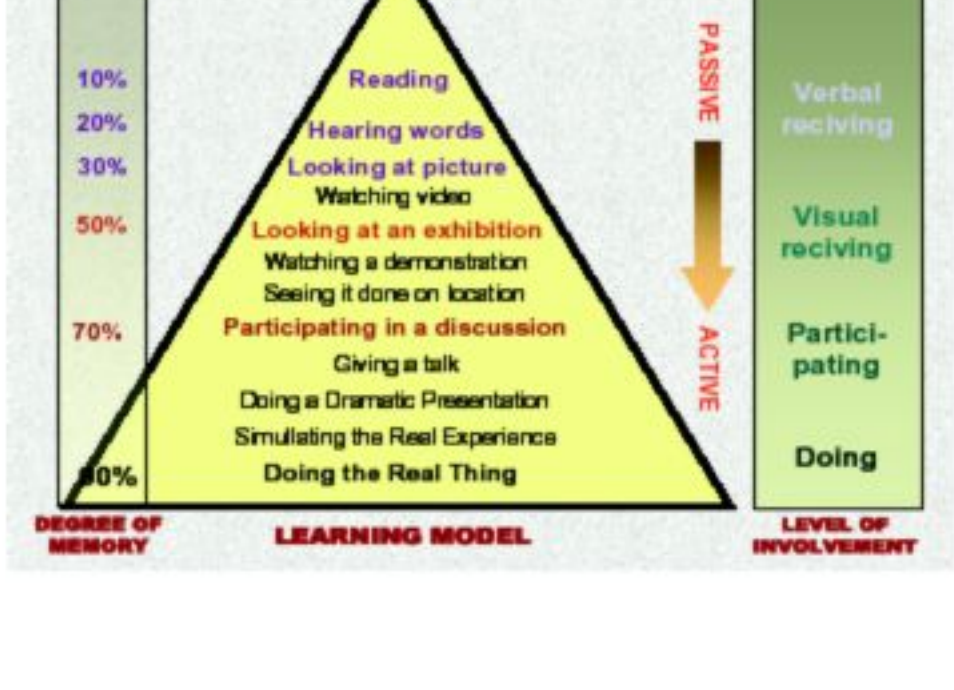 10%
20%
30%
50%
70%
90%
DEGREE OF
MEMORY
Reading
Hearing words
Looking at picture
Watching video
Looking at an exhibition
Watching a demonstration
Seeing it done on location
Participating in a discussion
Giving a talk
Doing a Dramatic Presentation
Simullating the Real Experience
Doing the Real Thing
LEARNING MODEL
PASSIVE
ACTIVE
Verbal
reciving
Visual
reciving
Partici-
pating
Doing
LEVEL OF
INVOLVEMENT